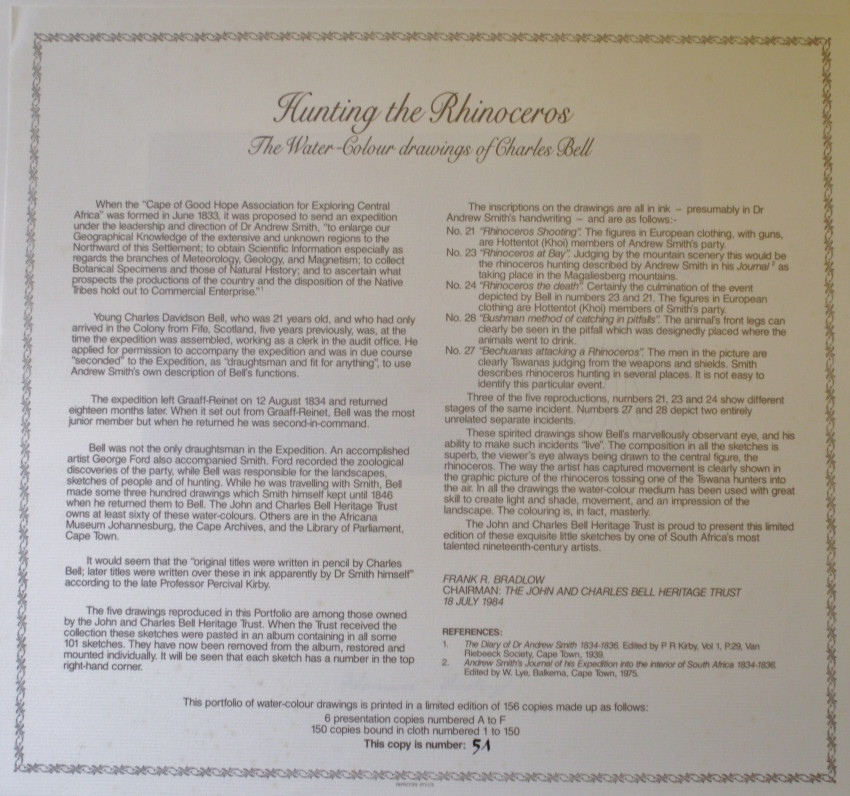 Hunting the Rhinoceros
The Water-Colour drawings of Charles Bell
When the "Cape of Good Hope Association for Exploring Central
Africa" was formed in June 1833, it was proposed to send an expedition
under the leadership and direction of Dr Andrew Smith, "to enlarge our
Geographical Knowledge of the extensive and unknown regions to the
Northward of this Settlement; to obtain Scientific Information especially as
regards the branches of Meteorology, Geology, and Magnetism; to collect
Botanical Specimens and those of Natural History; and to ascertain what
prospects the productions of the country and the disposition of the Native
Tribes hold out to Commercial Enterprise."1
Young Charles Davidson Bell, who was 21 years old, and who had only
arrived in the Colony from Fife, Scotland, five years previously, was, at the
time the expedition was assembled, working as a clerk in the audit office. He
applied for permission to accompany the expedition and was in due course
"seconded" to the Expedition, as "draughtsman and fit for anything", to use
Andrew Smith's own description of Bell's functions.
The expedition left Graaff-Reinet on 12 August 1834 and returned
eighteen months later. When it set out from Graaff-Reinet, Bell was the most
junior member but when he returned he was second-in-command.
Bell was not the only draughtsman in the Expedition. An accomplished
artist George Ford also accompanied Smith. Ford recorded the zoological
discoveries of the party, while Bell was responsible for the landscapes,
sketches of people and of hunting. While he was travelling with Smith, Bell
made some three hundred drawings which Smith himself kept until 1846
when he returned them to Bell. The John and Charles Bell Heritage Trust
owns at least sixty of these water-colours. Others are in the Africana
Museum Johannesburg, the Cape Archives, and the Library of Parliament,
Cape Town.
It would seem that the "original titles were written in pencil by Charles
Bell; later titles were written over these in ink apparently by Dr Smith himself"
according to the late Professor Percival Kirby.
The five drawings reproduced in this Portfolio are among those owned
by the John and Charles Bell Heritage Trust. When the Trust received the
collection these sketches were pasted in an album containing in all some
101 sketches. They have now been removed from the album, restored and
mounted individually. It will be seen that each sketch has a number in the top
right-hand corner.
The inscriptions on the drawings are all in ink – presumably in Dr
Andrew Smith's handwriting – and are as follows:-
No. 21 "Rhinoceros Shooting". The figures in European clothing, with guns,
are Hottentot (Khoi) members of Andrew Smith's party.
No. 23 "Rhinoceros at Bay". Judging by the mountain scenery this would be
the rhinoceros hunting described by Andrew Smith in his Journal 2 as
taking place in the Magaliesberg mountains.
No. 24 "Rhinoceros the death". Certainly the culmination of the event
depicted by Bell in numbers 23 and 21. The figures in European
clothing are Hottentot (Khoi) members of Smith's party.
No. 28 "Bushman method of catching in pitfalls". The animal's front legs can
clearly be seen in the pitfall which was designedly placed where the
animals went to drink.
No. 27 "Bechuanas attacking a Rhinoceros". The men in the picture are
clearly Tswanas judging from the weapons and shields. Smith
describes rhinoceros hunting in several places. It is not easy to
identify this particular event.
Three of the five reproductions, numbers 21, 23 and 24 show different
stages of the same incident. Numbers 27 and 28 depict two entirely
unrelated separate incidents.
These spirited drawings show Bell's marvellously observant eye, and his
ability to make such incidents "live". The composition in all the sketches is
superb, the viewer's eye always being drawn to the central figure, the
rhinoceros. The way the artist has captured movement is clearly shown in
the graphic picture of the rhinoceros tossing one of the Tswana hunters into
the air. In all the drawings the water-colour medium has been used with great
skill to create light and shade, movement, and an impression of the
landscape. The colouring is, in fact, masterly.
The John and Charles Bell Heritage Trust is proud to present this limited
edition of these exquisite little sketches by one of South Africa's most
talented nineteenth-century artists.
FRANK R. BRADLOW
CHAIRMAN: THE JOHN AND CHARLES BELL HERITAGE TRUST
18 JULY 1984
REFERENCES:
1. The Diary of Dr Andrew Smith 1834-1836. Edited by P R Kirby, Vol 1, P.29, Van
Riebeeck Society, Cape Town, 1939.
2. Andrew Smith's Journal of his Expedition into the Interior of South Africa 1834-1836.
Edited by W. Lye, Balkema, Cape Town, 1975.
This portfolio of water-colour drawings is printed in a limited edition of 156 copies made up as follows:
6 presentation copies numbered A to F
150 copies bound in cloth numbered 1 to 150
This copy is number: 51